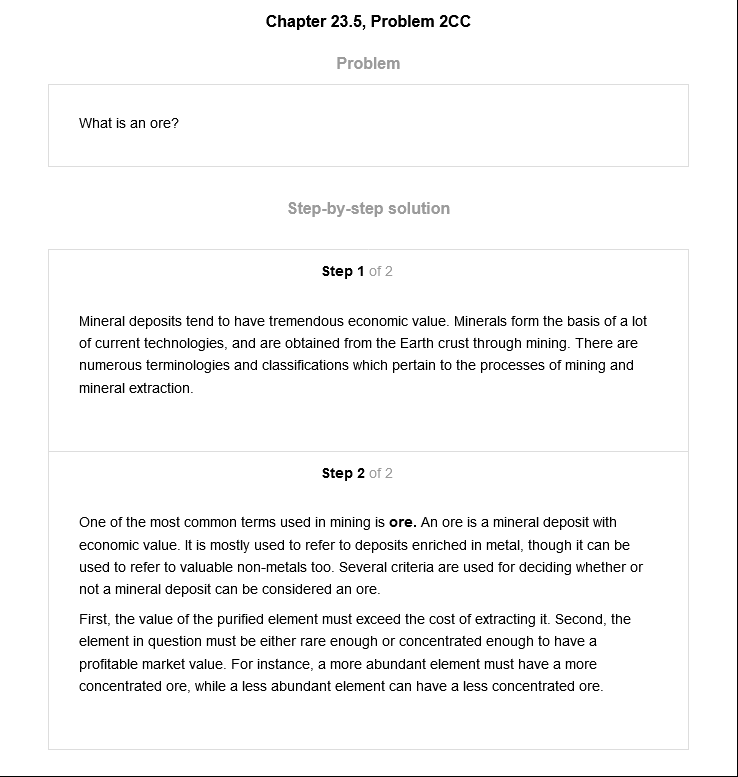 Chapter 23.5, Problem 2CC
Problem
What is an ore?
Step-by-step solution
Step 1 of 2
Mineral deposits tend to have tremendous economic value. Minerals form the basis of a lot
of current technologies, and are obtained from the Earth crust through mining. There are
numerous terminologies and classifications which pertain to the processes of mining and
mineral extraction.
Step 2 of 2
One of the most common terms used in mining is ore. An ore is a mineral deposit with
economic value. It is mostly used to refer to deposits enriched in metal, though it can be
used to refer to valuable non-metals too. Several criteria are used for deciding whether or
not a mineral deposit can be considered an ore.
First, the value of the purified element must exceed the cost of extracting it. Second, the
element in question must be either rare enough or concentrated enough to have a
profitable market value. For instance, a more abundant element must have a more
concentrated ore, while a less abundant element can have a less concentrated ore.